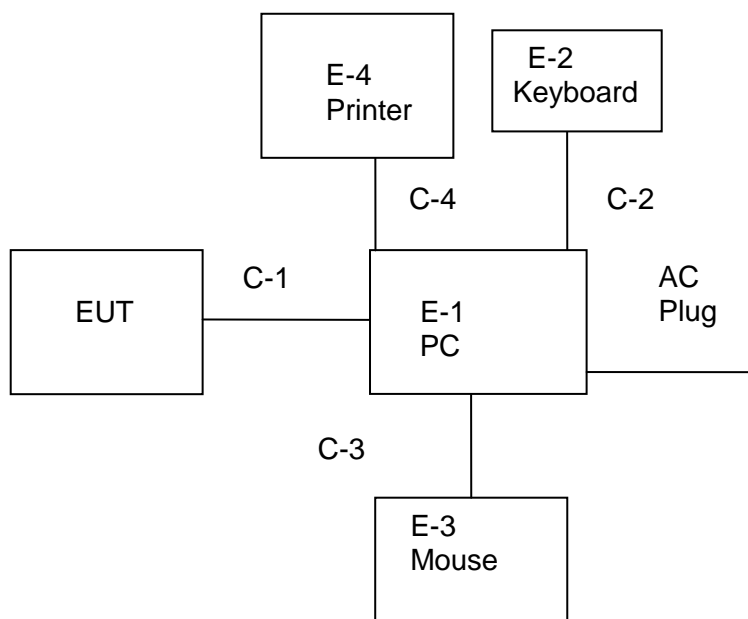 E-4
Printer
E-2
Keyboard
C-4
C-2
C-1
EUT
E-1
PC
AC
Plug
C-3
E-3
Mouse